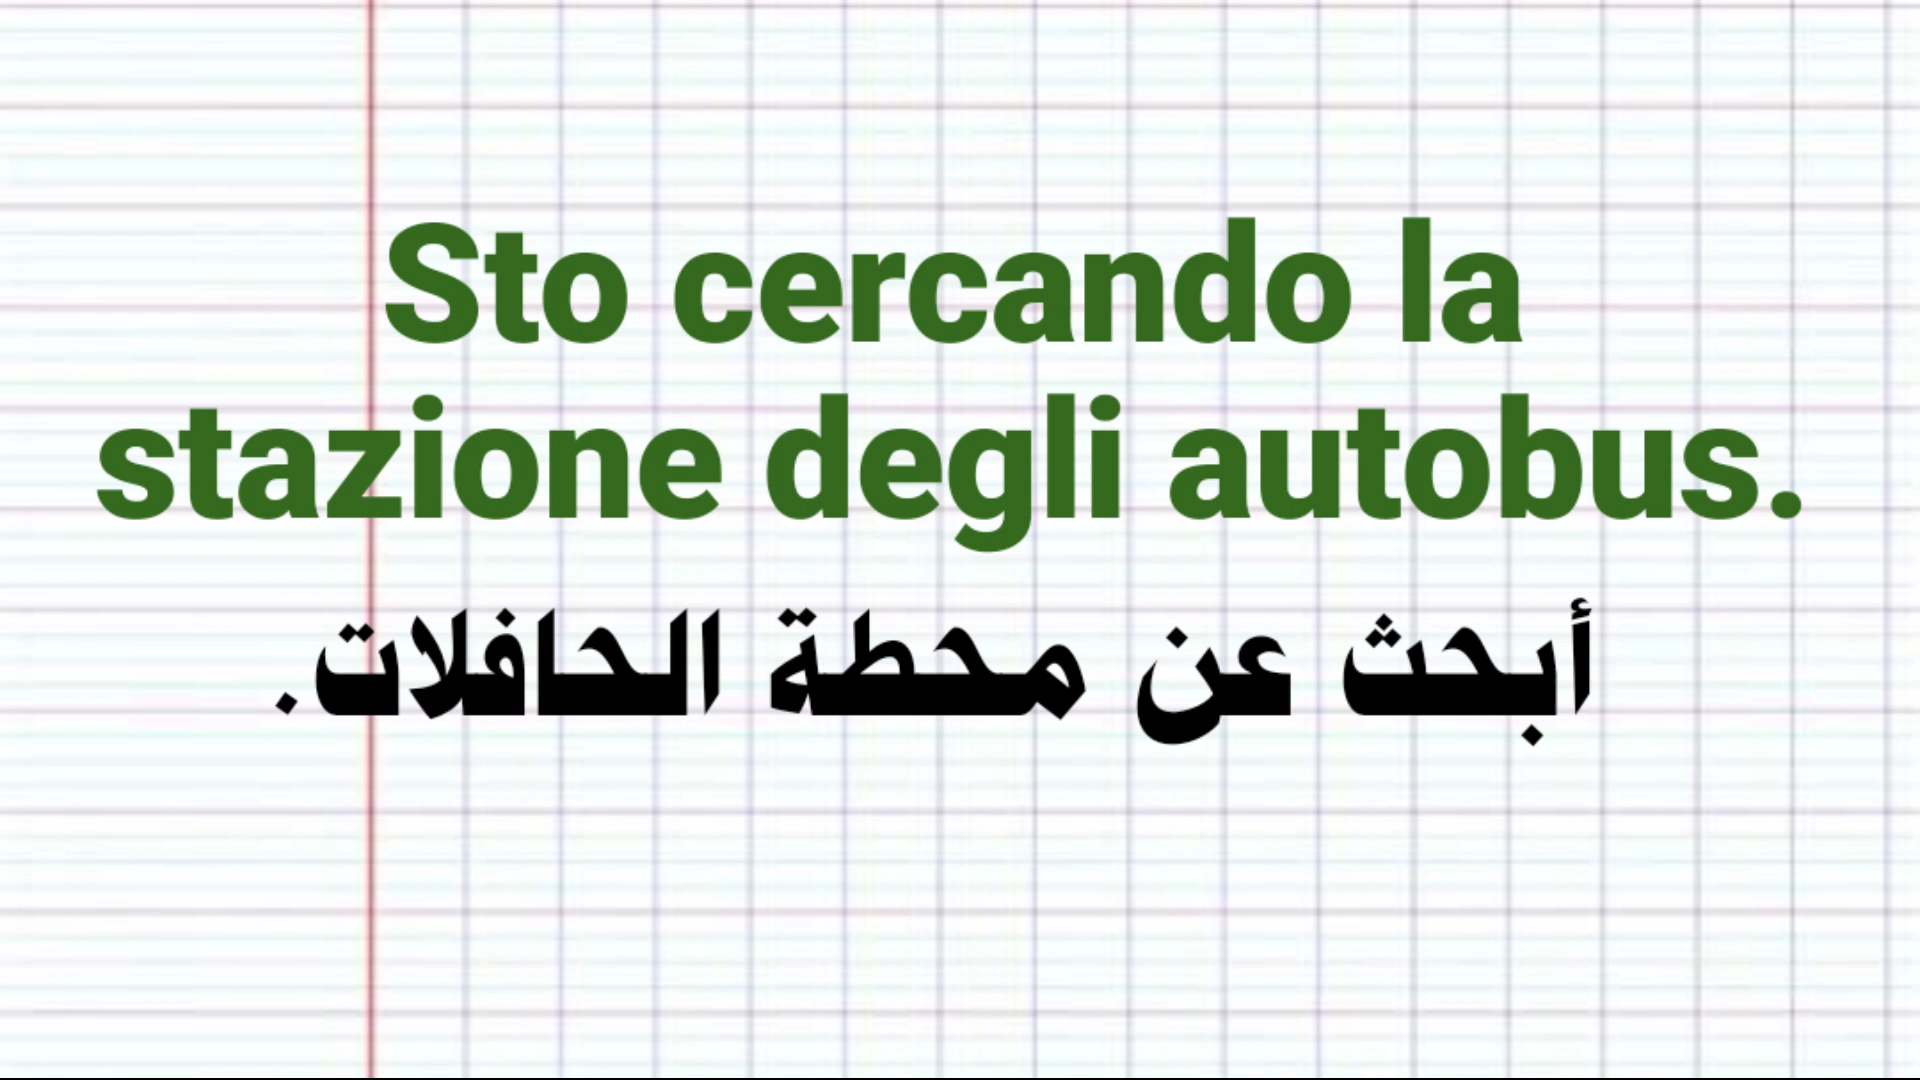 Sto cercando la
stazione degli autobus.
أبحث عن محطة الحافلات.